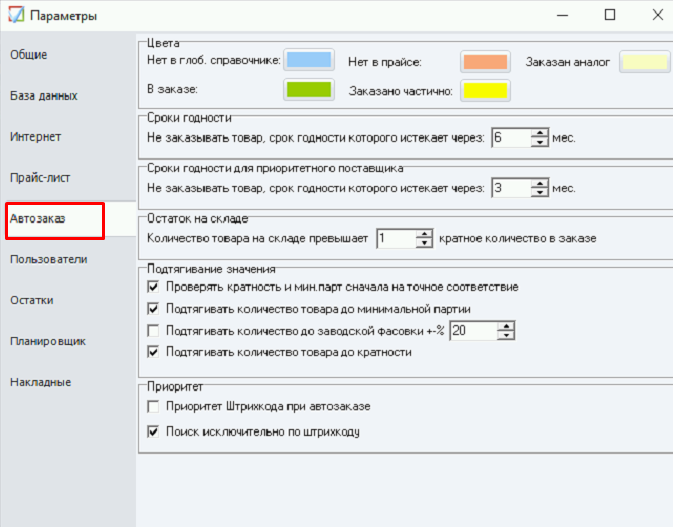 Параметры
Общие
База данных
Интернет
Прайс-лист
Автозаказ
Пользователи
Остатки
Планировщик
Накладные
Цвета
Нет в глоб. справочнике:
Нет в прайсе:
Заказан аналог
В заказе:
Заказано частично:
Сроки годности
Не заказывать товар, срок годности которого истекает через: 6 мес.
Сроки годности для приоритетного поставщика
Не заказывать товар, срок годности которого истекает через: 3 мес.
Остаток на складе
Количество товара на складе превышает 1 кратное количество в заказе
Подтягивание значения
Проверять кратность и мин.парт сначала на точное соответствие
Подтягивать количество товара до минимальной партии
Подтягивать количество до заводской фасовки +-% 20
Подтягивать количество товара до кратности
Приоритет
Приоритет Штрихкода при автозаказе
Поиск исключительно по штрихкоду